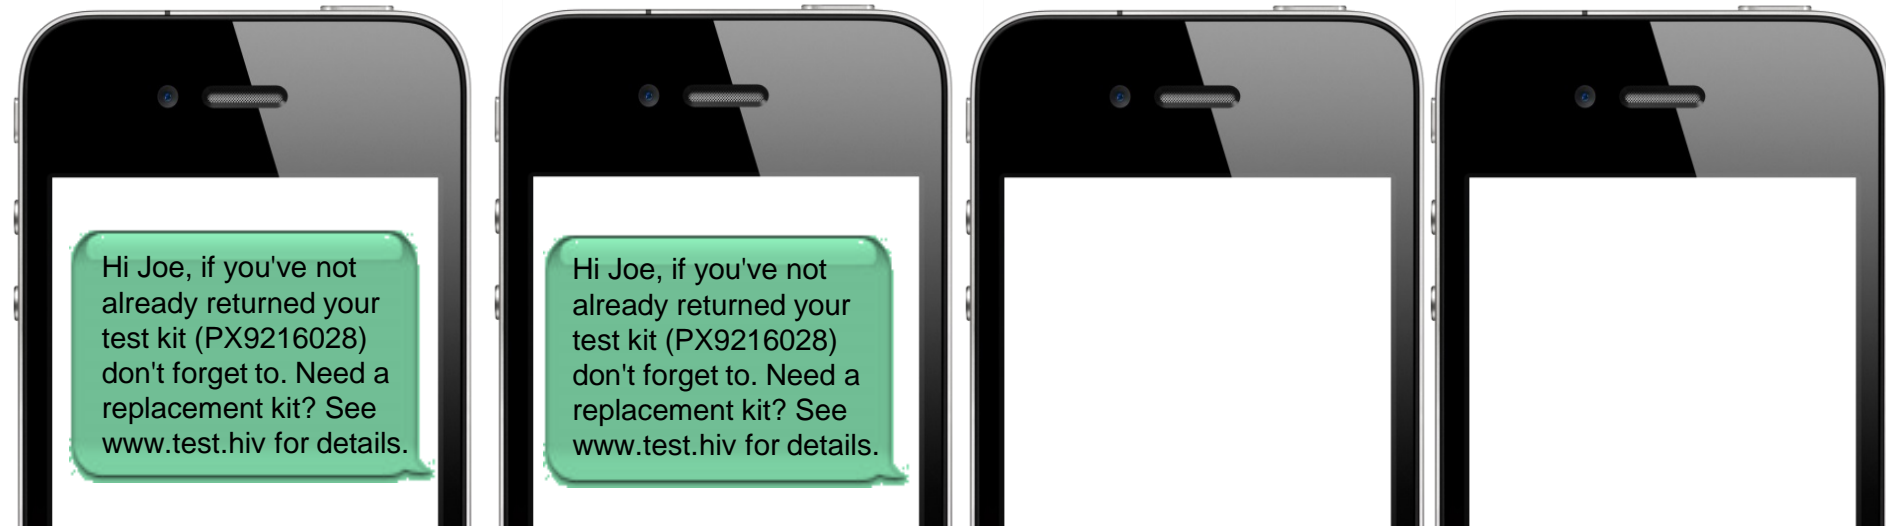 Hi Joe, if you've not
already returned your
test kit (PX9216028)
don't forget to. Need a
replacement kit? See
www.test.hiv for details.
Hi Joe, if you've not
already returned your
test kit (PX9216028)
don't forget to. Need a
replacement kit? See
www.test.hiv for details.